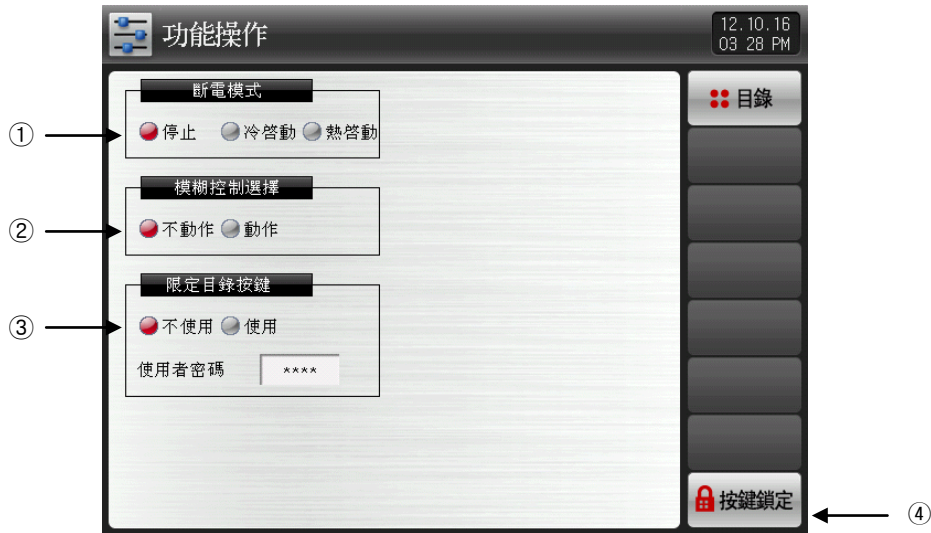 功能操作
12.10.16
03 28 PM
斷電模式
① 停止 冷啓動 熱啓動
目錄
模糊控制選擇
② 不動作 動作
限定目錄按鍵
③ 不使用 使用
使用者密碼 ****
按鍵鎖定 ④